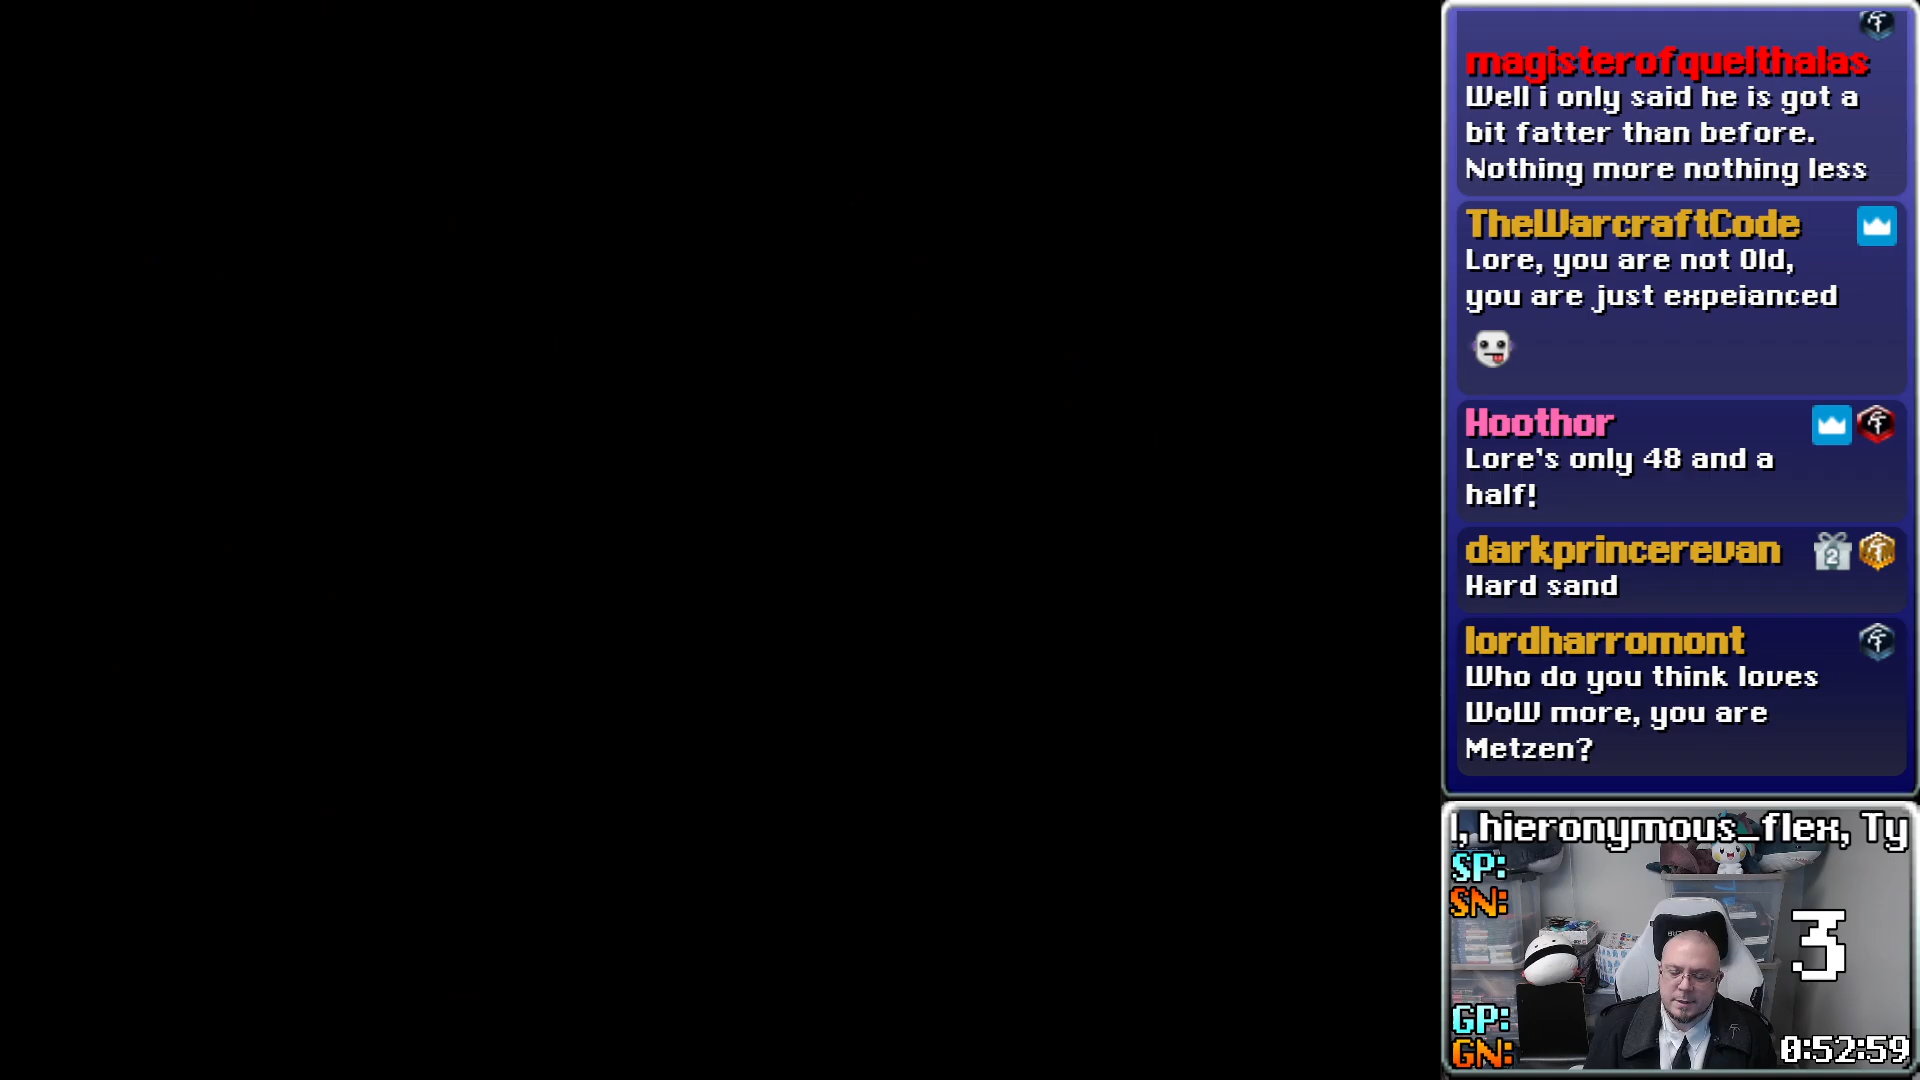 magisterofquelthalas
Well i only said he is got a
bit fatter than before.
Nothing more nothing less
TheWarcraftCode
Lore, you are not Old,
you are just expeianced
Hoothor
Lore's only 48 and a
half!
darkprincerevan
2
Hard sand
lordharromont
Who do you think loves
WoW more, you are
Metzen?
l, hieronymous_flex, Ty
SP:
SN:
3
GP:
GN:
0:52:59